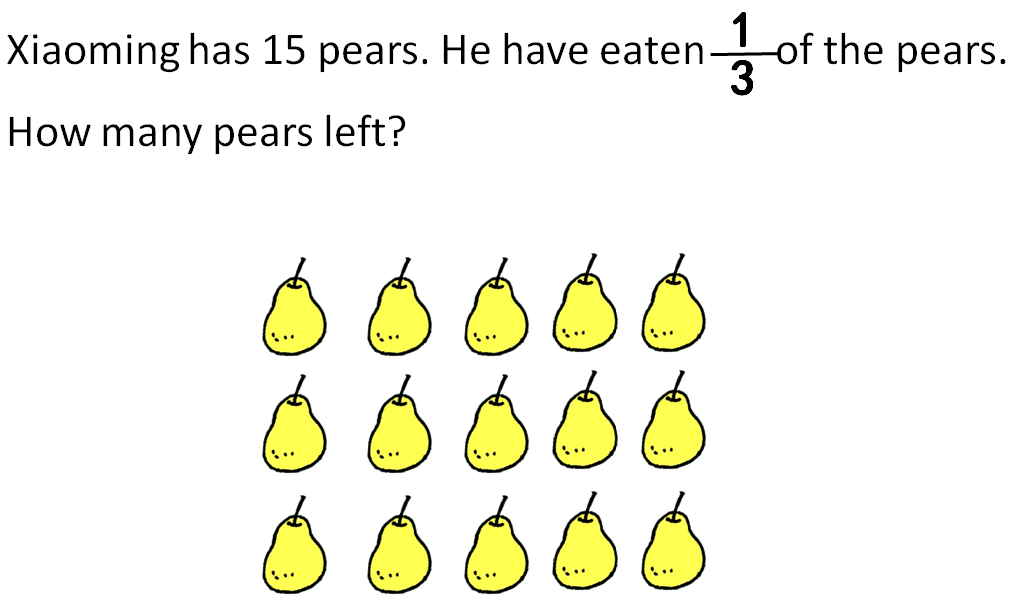 Xiaoming has 15 pears. He have eaten 1/3 of the pears.
How many pears left?